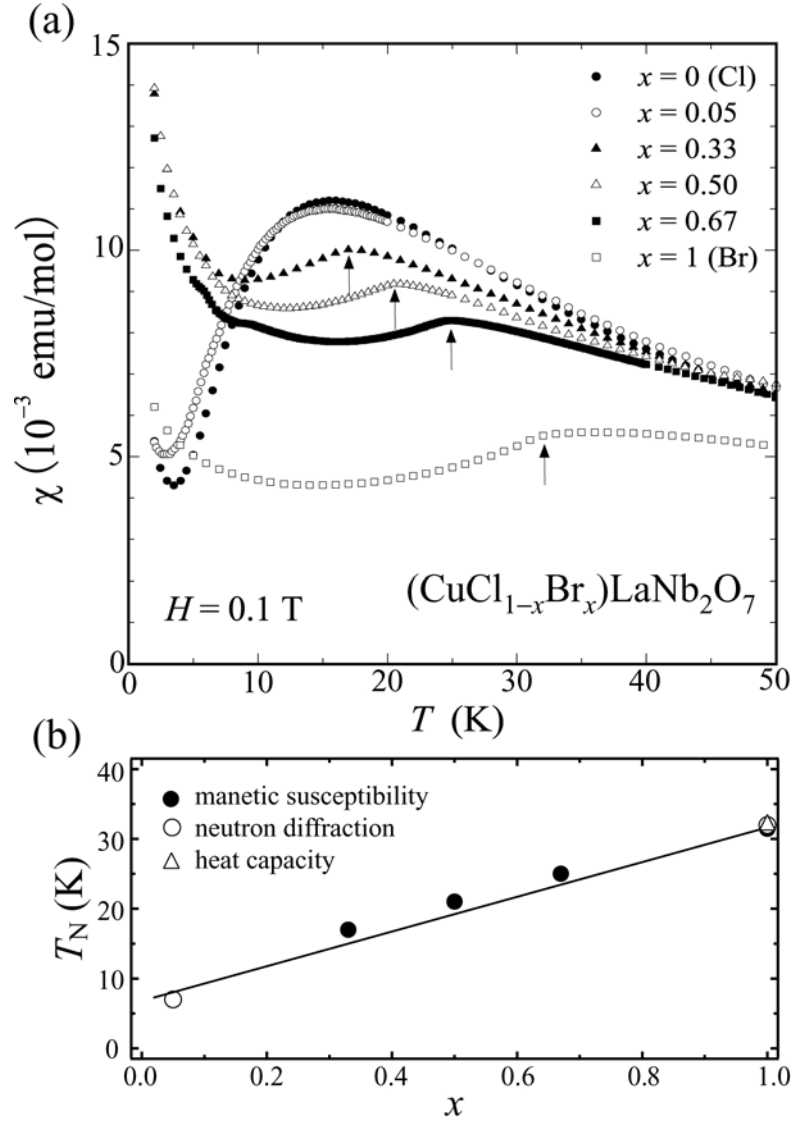 (a)
15
10
5
0
χ (10⁻³ emu/mol)
x = 0 (Cl)
x = 0.05
x = 0.33
x = 0.50
x = 0.67
x = 1 (Br)
H = 0.1 T
(CuCl₁₋ₓBrₓ)LaNb₂O₇
0 10 20 30 40 50
T (K)
(b)
40
30
20
10
0
T_N (K)
manetic susceptibility
neutron diffraction
heat capacity
0.0 0.2 0.4 0.6 0.8 1.0
x